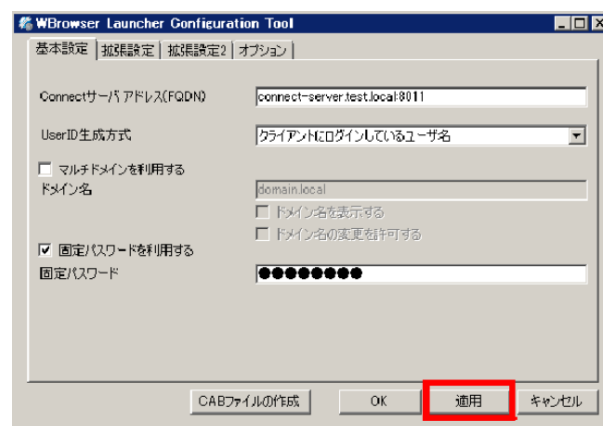 WBrowser Launcher Configuration Tool
基本設定 拡張設定 拡張設定2 オプション
Connectサーバ アドレス(FQDN) connect-server.test.local:8011
UserID生成方式 クライアントにログインしているユーザ名
マルチドメインを利用する
ドメイン名 domain.local
ドメイン名を表示する
ドメイン名の変更を許可する
固定パスワードを利用する
固定パスワード ●●●●●●●●
CABファイルの作成 OK 適用 キャンセル